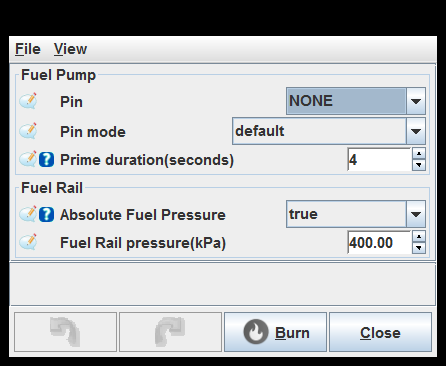 File View
Fuel Pump
Pin NONE
Pin mode default
? Prime duration(seconds) 4
Fuel Rail
? Absolute Fuel Pressure true
Fuel Rail pressure(kPa) 400.00
Burn Close